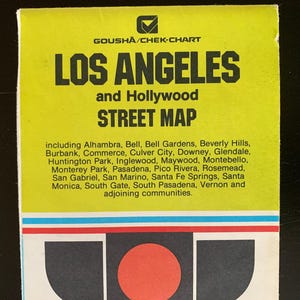 GOUSHĀ/CHEK-CHART
LOS ANGELES
and Hollywood
STREET MAP
including Alhambra, Bell, Bell Gardens, Beverly Hills,
Burbank, Commerce, Culver City, Downey, Glendale,
Huntington Park, Inglewood, Maywood, Montebello,
Monterey Park, Pasadena, Pico Rivera, Rosemead,
San Gabriel, San Marino, Santa Fe Springs, Santa
Monica, South Gate, South Pasadena, Vernon and
adjoining communities.